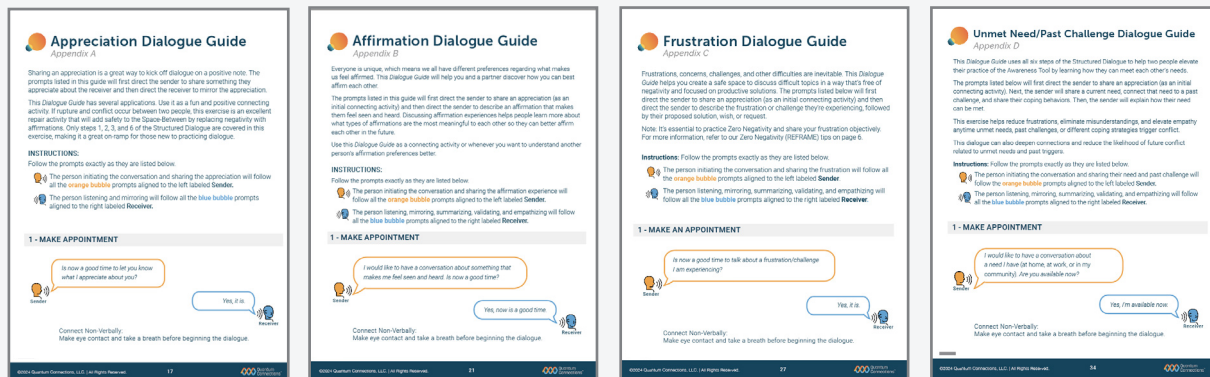 Appreciation Dialogue Guide
Appendix A
Sharing an appreciation is a great way to kick off dialogue on a positive note. The
prompts listed in this guide will first direct the sender to share something they
appreciate about the receiver and then direct the receiver to mirror the appreciation.
This Dialogue Guide has several applications. Use it as a fun and positive connecting
activity. If rupture and conflict occur between two people, this exercise is an excellent
repair activity that will add safety to the Space-Between by replacing negativity with
affirmations. Only steps 1, 2, 3, and 6 of the Structured Dialogue are covered in this
exercise, making it a great on-ramp for those new to practicing dialogue.
INSTRUCTIONS:
Follow the prompts exactly as they are listed below.
The person initiating the conversation and sharing the appreciation will follow
all the orange bubble prompts aligned to the left labeled Sender.
The person listening and mirroring will follow all the blue bubble prompts
aligned to the right labeled Receiver.
1 - MAKE APPOINTMENT
Is now a good time to let you know
what I appreciate about you?
Sender
Yes, it is.
Receiver
Connect Non-Verbally:
Make eye contact and take a breath before beginning the dialogue.
©2024 Quantum Connections, LLC. | All Rights Reserved.
17
Quantum
Connections
Affirmation Dialogue Guide
Appendix B
Everyone is unique, which means we all have different preferences regarding what makes
us feel affirmed. This Dialogue Guide will help you and a partner discover how you can best
affirm each other.
The prompts listed in this guide will first direct the sender to share an appreciation (as an
initial connecting activity) and then direct the sender to describe an affirmation that makes
them feel seen and heard. Discussing affirmation experiences helps people learn more about
what types of affirmations are the most meaningful to each other so they can better affirm
each other in the future.
Use this Dialogue Guide as a connecting activity or whenever you want to understand another
person's affirmation preferences better.
INSTRUCTIONS:
Follow the prompts exactly as they are listed below.
The person initiating the conversation and sharing the affirmation experience will
follow all the orange bubble prompts aligned to the left labeled Sender.
The person listening, mirroring, summarizing, validating, and empathizing will follow
all the blue bubble prompts aligned to the right labeled Receiver.
1 - MAKE APPOINTMENT
I would like to have a conversation about something that
makes me feel seen and heard. Is now a good time?
Sender
Yes, now is a good time.
Receiver
Connect Non-Verbally:
Make eye contact and take a breath before beginning the dialogue.
©2024 Quantum Connections, LLC. | All Rights Reserved.
21
Quantum
Connections
Frustration Dialogue Guide
Appendix C
Frustrations, concerns, challenges, and other difficulties are inevitable. This Dialogue
Guide helps you create a safe space to discuss difficult topics in a way that's free of
negativity and focused on productive solutions. The prompts listed below will first
direct the sender to share an appreciation (as an initial connecting activity) and then
direct the sender to describe the frustration or challenge they're experiencing, followed
by their proposed solution, wish, or request.
Note: It's essential to practice Zero Negativity and share your frustration objectively.
For more information, refer to our Zero Negativity (REFRAME) tips on page 6.
Instructions: Follow the prompts exactly as they are listed below.
The person initiating the conversation and sharing the frustration will follow all
the orange bubble prompts aligned to the left labeled Sender.
The person listening, mirroring, summarizing, validating, and empathizing will
follow all the blue bubble prompts aligned to the right labeled Receiver.
1 - MAKE AN APPOINTMENT
Is now a good time to talk about a frustration/challenge
I am experiencing?
Sender
Yes, it is.
Receiver
Connect Non-Verbally:
Make eye contact and take a breath before beginning the dialogue.
©2024 Quantum Connections, LLC. | All Rights Reserved.
27
Quantum
Connections
Unmet Need/Past Challenge Dialogue Guide
Appendix D
This Dialogue Guide uses all six steps of the Structured Dialogue to help two people elevate
their practice of the Awareness Tool by learning how they can meet each other's needs.
The prompts listed below will first direct the sender to share an appreciation (as an initial
connecting activity). Next, the sender will share a current need, connect that need to a past
challenge, and share their coping behaviors. Then, the sender will explain how their need
can be met.
This exercise helps reduce frustrations, eliminate misunderstandings, and elevate empathy
anytime unmet needs, past challenges, or different coping strategies trigger conflict.
This dialogue can also deepen connections and reduce the likelihood of future conflict
related to unmet needs and past triggers.
Instructions: Follow the prompts exactly as they are listed below.
The person initiating the conversation and sharing their need and past challenge will
follow the orange bubble prompts aligned to the left labeled Sender.
The person listening, mirroring, summarizing, validating, and empathizing will follow
all the blue bubble prompts aligned to the right labeled Receiver.
1 - MAKE APPOINTMENT
I would like to have a conversation about
a need I have (at home, at work, or in my
community). Are you available now?
Sender
Yes, I'm available now.
Receiver
Connect Non-Verbally:
Make eye contact and take a breath before beginning the dialogue.
©2024 Quantum Connections, LLC. | All Rights Reserved.
34
Quantum
Connections